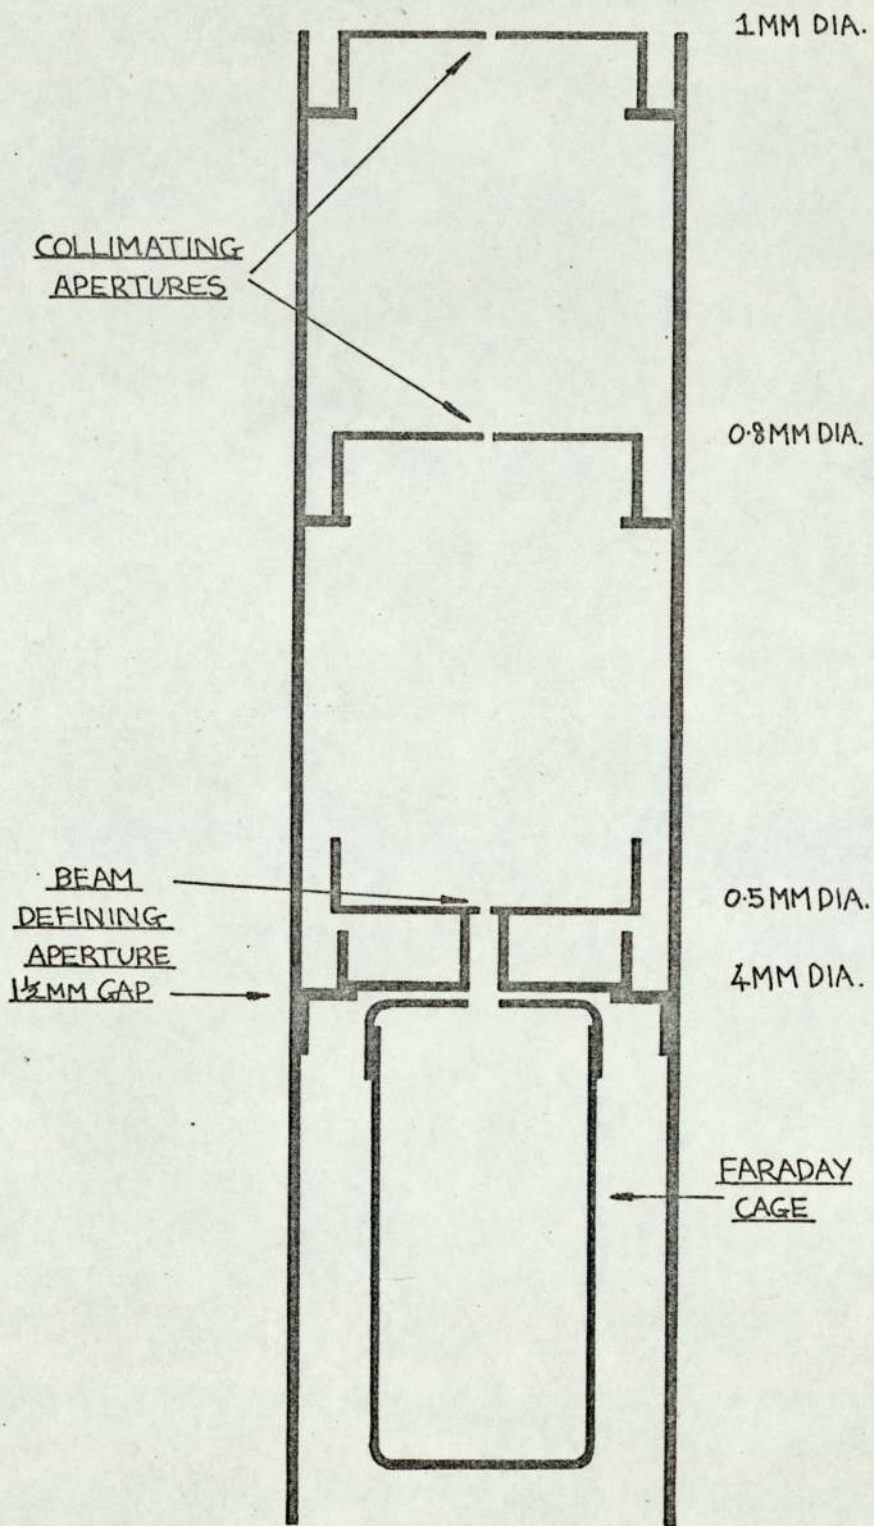 1MM DIA.
COLLIMATING
APERTURES
0.8MM DIA.
BEAM
DEFINING
APERTURE
0.5MM DIA.
1½MM GAP
4MM DIA.
FARADAY
CAGE